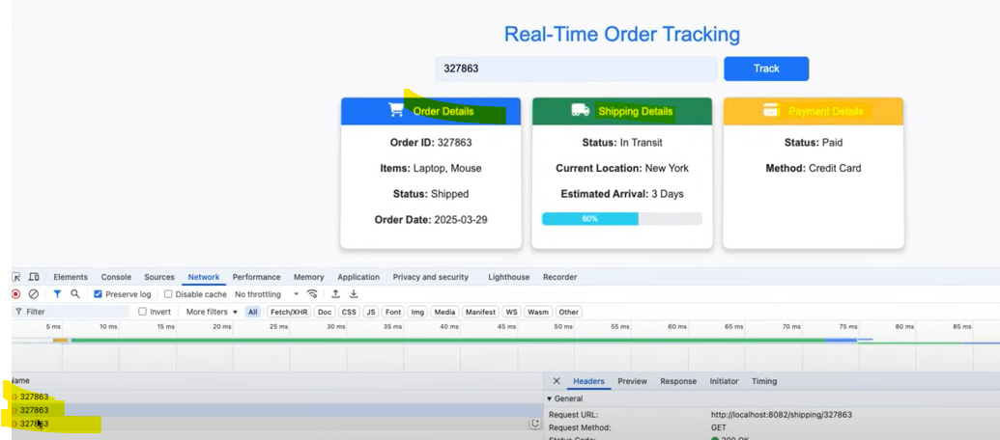 Real-Time Order Tracking
327863
Track
Order Details
Shipping Details
Payment Details
Order ID: 327863
Items: Laptop, Mouse
Status: Shipped
Order Date: 2025-03-29
Status: In Transit
Current Location: New York
Estimated Arrival: 3 Days
60%
Status: Paid
Method: Credit Card
Elements Console Sources Network Performance Memory Application Privacy and security Lighthouse Recorder
Preserve log Disable cache No throttling
Filter Invert More filters All Fetch/XHR Doc CSS JS Font Img Media Manifest WS Wasm Other
5 ms 10 ms 15 ms 20 ms 25 ms 30 ms 35 ms 40 ms 45 ms 50 ms 55 ms 60 ms 65 ms 70 ms 75 ms 80 ms 85 ms
ame
327863
327863
327863
Headers Preview Response Initiator Timing
General
Request URL: http://localhost:8082/shipping/327863
Request Method: GET
Status Code: 200 OK